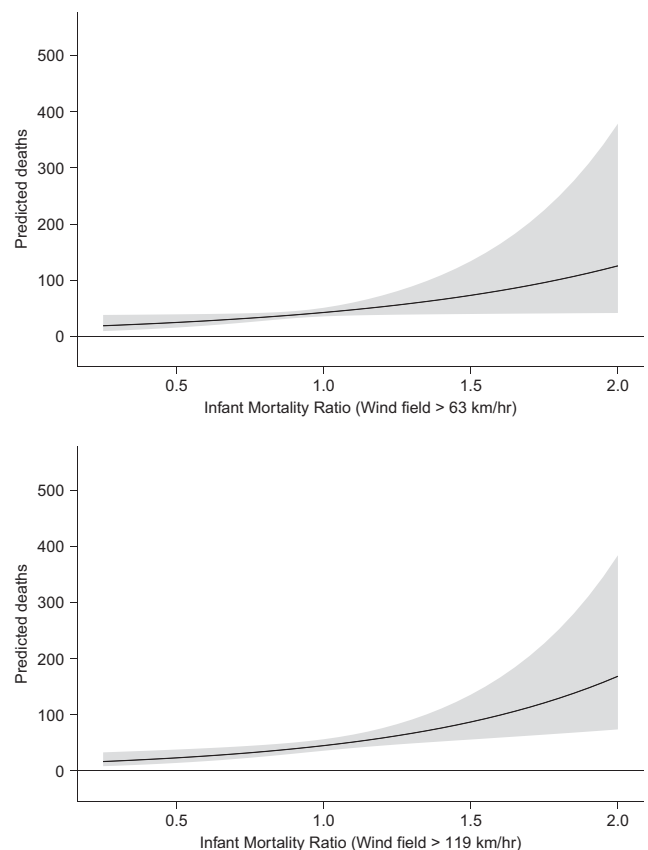 500
400
300
200
100
0
Predicted deaths
0.5 1.0 1.5 2.0
Infant Mortality Ratio (Wind field > 63 km/hr)
500
400
300
200
100
0
Predicted deaths
0.5 1.0 1.5 2.0
Infant Mortality Ratio (Wind field > 119 km/hr)